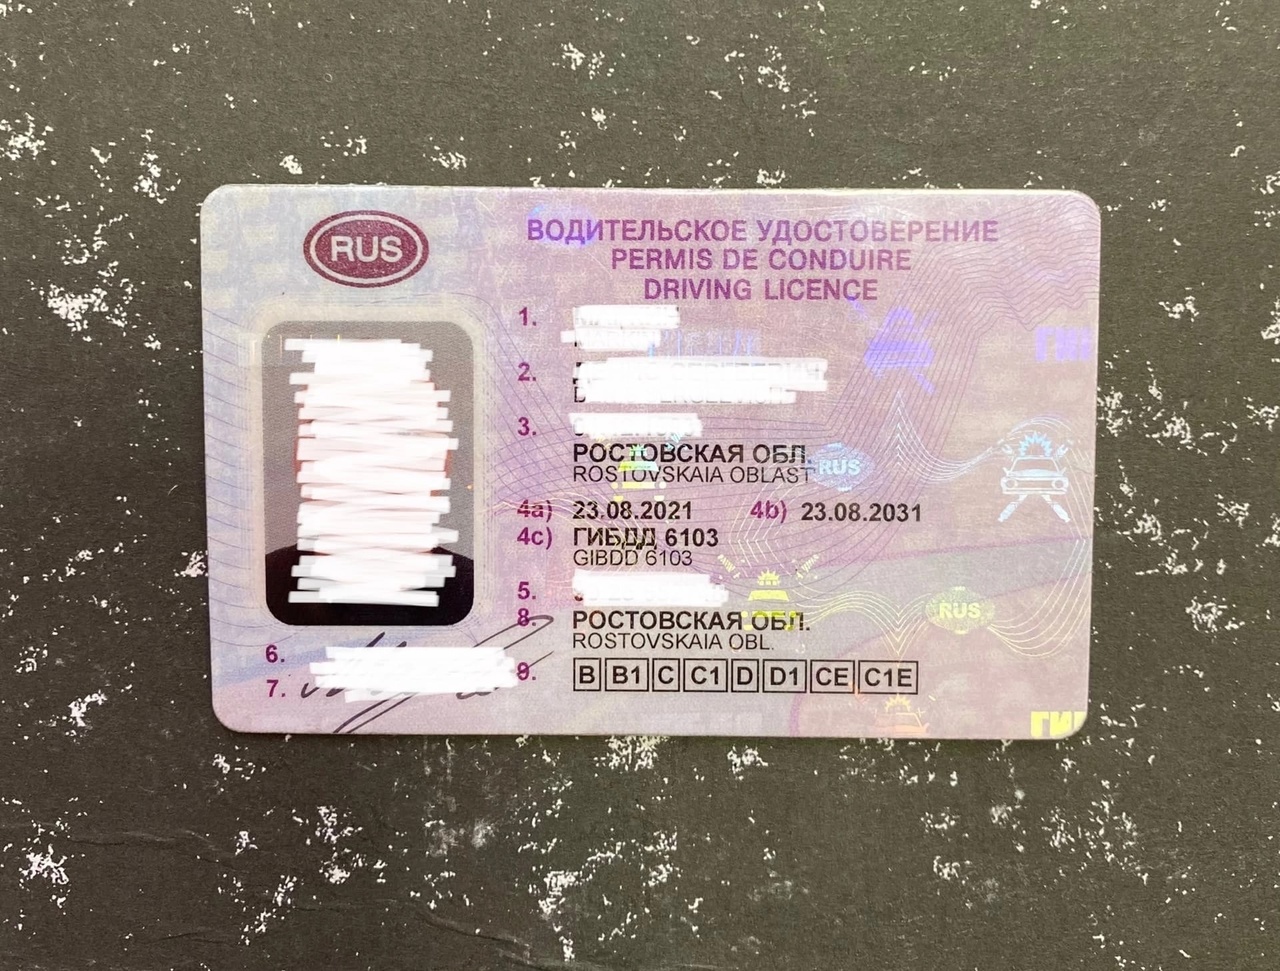 RUS
ВОДИТЕЛЬСКОЕ УДОСТОВЕРЕНИЕ
PERMIS DE CONDUIRE
DRIVING LICENCE
1.
2.
3.
РОСТОВСКАЯ ОБЛ.
ROSTOVSKAIA OBLAST
RUS
4a) 23.08.2021 4b) 23.08.2031
4c) ГИБДД 6103
GIBDD 6103
5.
RUS
8. РОСТОВСКАЯ ОБЛ.
ROSTOVSKAIA OBL.
6.
7.
9. B B1 C C1 D D1 CE C1E